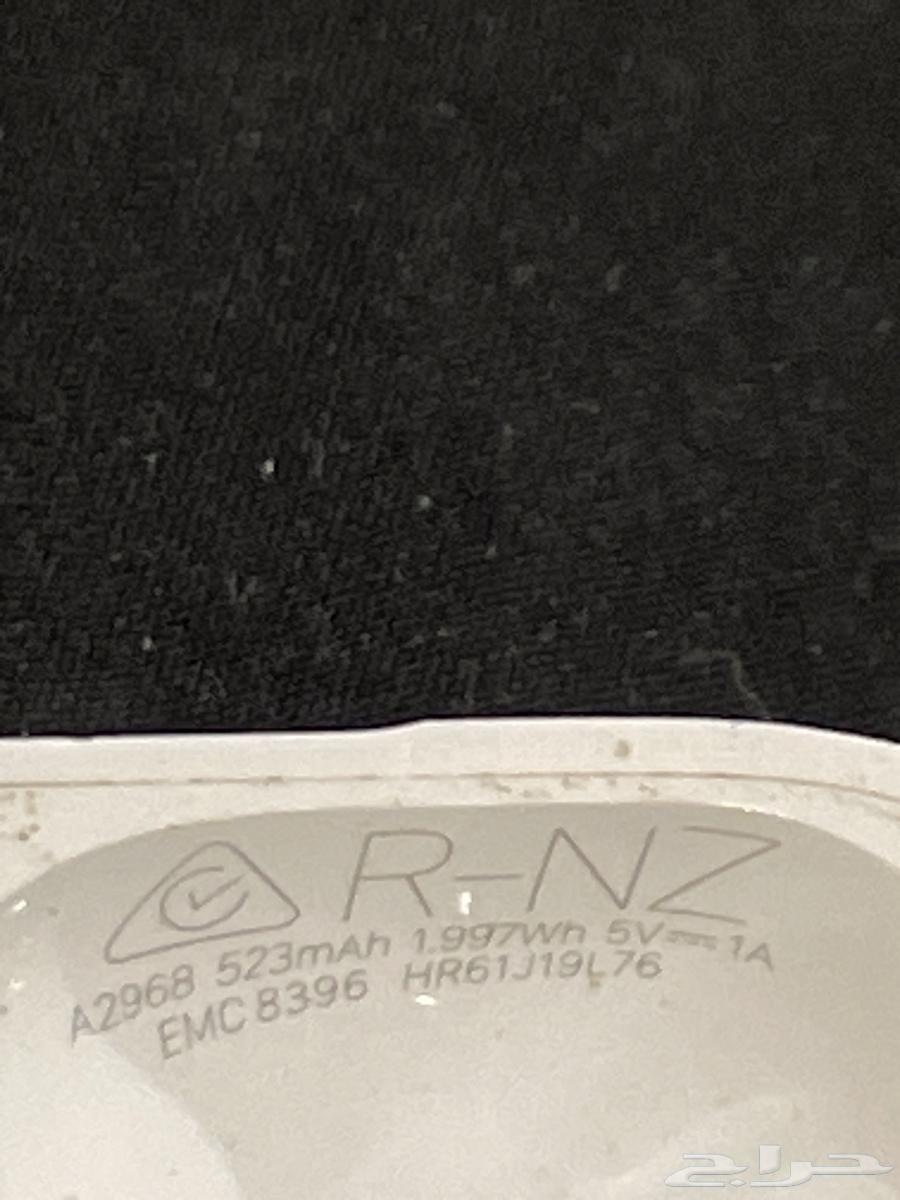 R-NZ
A2968 523mAh 1.997Wh 5V⎓1A
EMC 8396 HR61J19L76
حراج